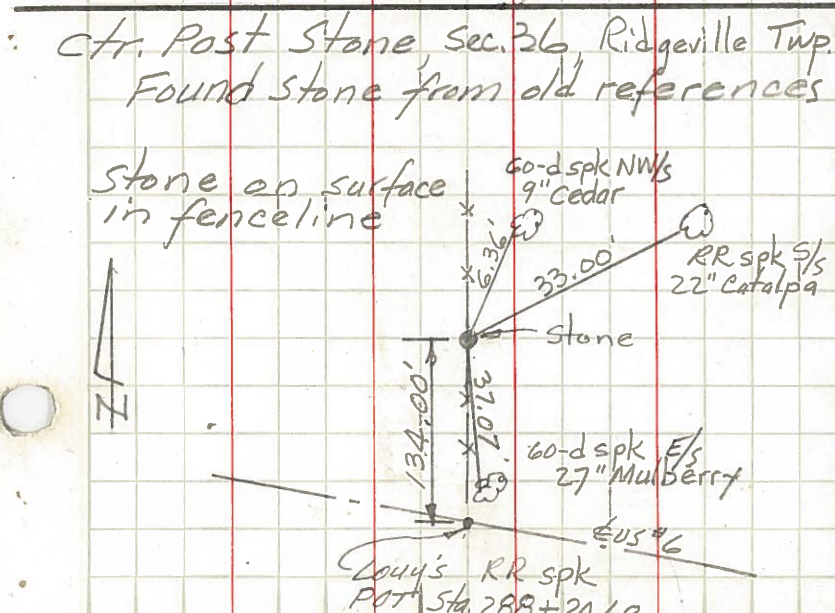 Ctr. Post Stone, Sec. 36, Ridgeville Twp.
Found Stone from old references
Stone on surface
in fenceline
60-d spk NW/s
9" Cedar
6.36'
33.00'
RR spk S/s
22" Catalpa
Stone
N
134.00'
37.07'
60-d spk E/s
27" Mulberry
℄ US #6
RR spk
POT Sta.